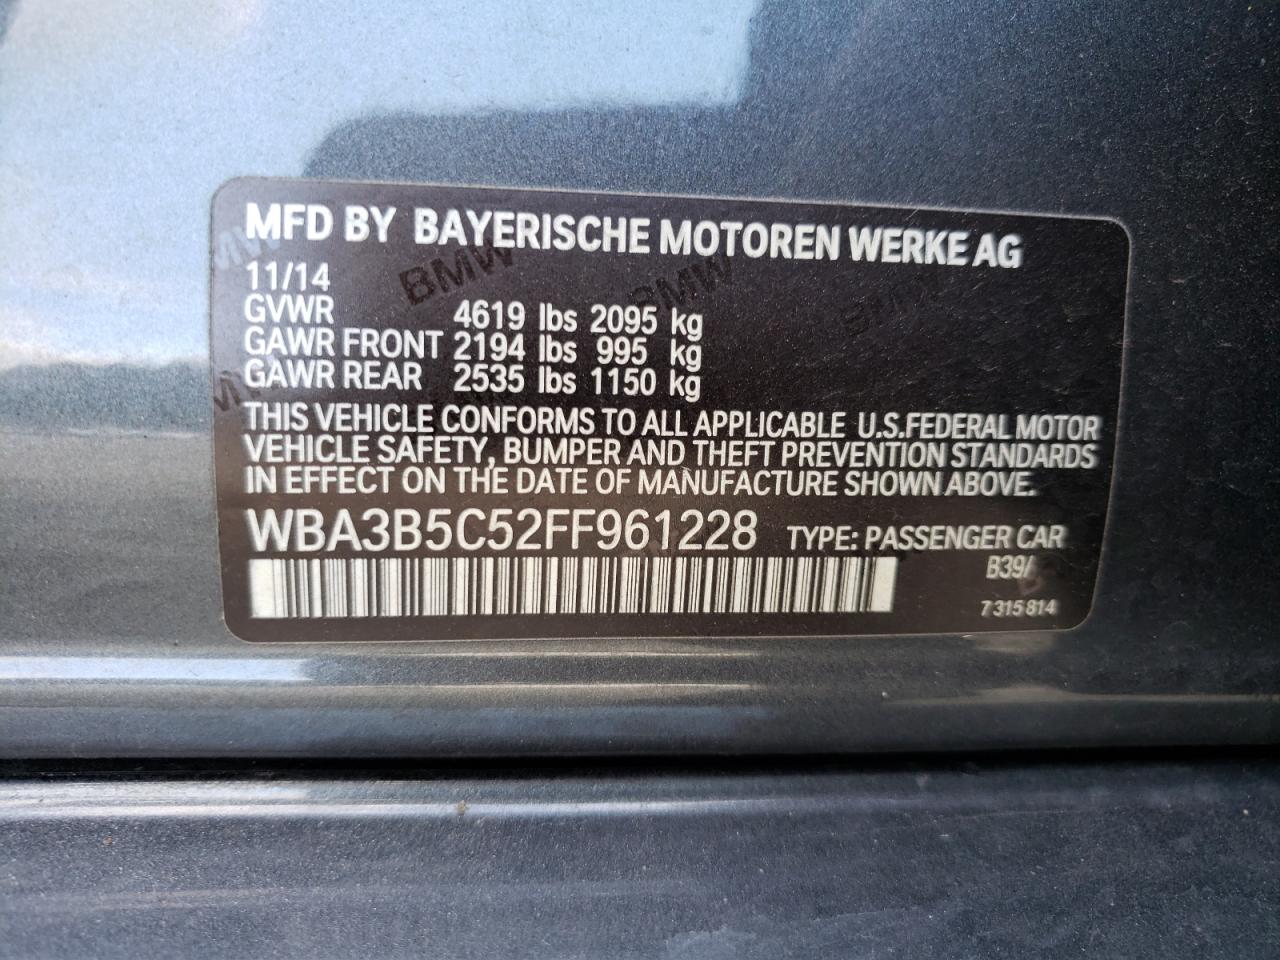 MFD BY BAYERISCHE MOTOREN WERKE AG
11/14
GVWR 4619 lbs 2095 kg
GAWR FRONT 2194 lbs 995 kg
GAWR REAR 2535 lbs 1150 kg
THIS VEHICLE CONFORMS TO ALL APPLICABLE U.S.FEDERAL MOTOR
VEHICLE SAFETY, BUMPER AND THEFT PREVENTION STANDARDS
IN EFFECT ON THE DATE OF MANUFACTURE SHOWN ABOVE.
WBA3B5C52FF961228 TYPE: PASSENGER CAR
B39/
7 315 814